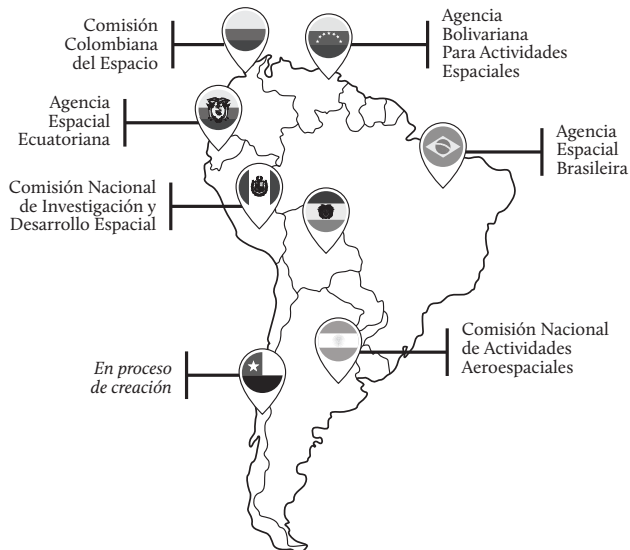 Comisión
Colombiana
del Espacio
Agencia
Bolivariana
Para Actividades
Espaciales
Agencia
Espacial
Ecuatoriana
Agencia
Espacial
Brasileira
Comisión Nacional
de Investigación y
Desarrollo Espacial
Comisión Nacional
de Actividades
Aeroespaciales
En proceso
de creación